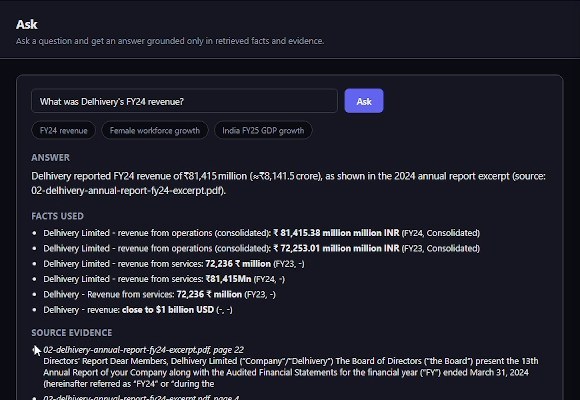 Ask
Ask a question and get an answer grounded only in retrieved facts and evidence.
What was Delhivery's FY24 revenue?
Ask
FY24 revenue
Female workforce growth
India FY25 GDP growth
ANSWER
Delhivery reported FY24 revenue of ₹81,415 million (≈₹8,141.5 crore), as shown in the 2024 annual report excerpt (source:
02-delhivery-annual-report-fy24-excerpt.pdf).
FACTS USED
• Delhivery Limited - revenue from operations (consolidated): ₹ 81,415.38 million million INR (FY24, Consolidated)
• Delhivery Limited - revenue from operations (consolidated): ₹ 72,253.01 million million INR (FY23, Consolidated)
• Delhivery Limited - revenue from services: 72,236 ₹ million (FY23, -)
• Delhivery Limited - revenue from services: ₹81,415Mn (FY24, -)
• Delhivery - Revenue from services: 72,236 ₹ million (FY23, -)
• Delhivery - revenue: close to $1 billion USD (-, -)
SOURCE EVIDENCE
02-delhivery-annual-report-fy24-excerpt.pdf, page 22
Directors' Report Dear Members, Delhivery Limited ("Company"/"Delhivery") The Board of Directors ("the Board") present the 13th
Annual Report of your Company along with the Audited Financial Statements for the financial year ("FY") ended March 31, 2024
(hereinafter referred as "FY24" or "during the
02-delhivery-annual-report-fy24-excerpt.pdf, page 4